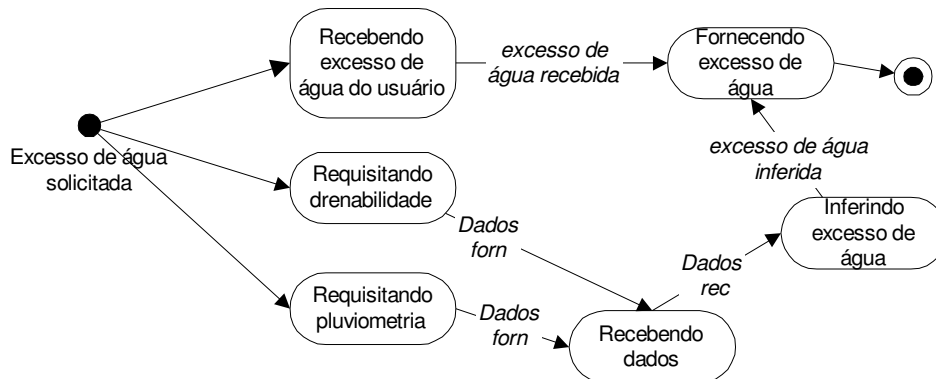 Recebendo
excesso de
água do usuário
excesso de
água recebida
Fornecendo
excesso de
água
Excesso de água
solicitada
Requisitando
drenabilidade
Dados
forn
excesso de água
inferida
Inferindo
excesso de
água
Dados
rec
Requisitando
pluviometria
Dados
forn
Recebendo
dados